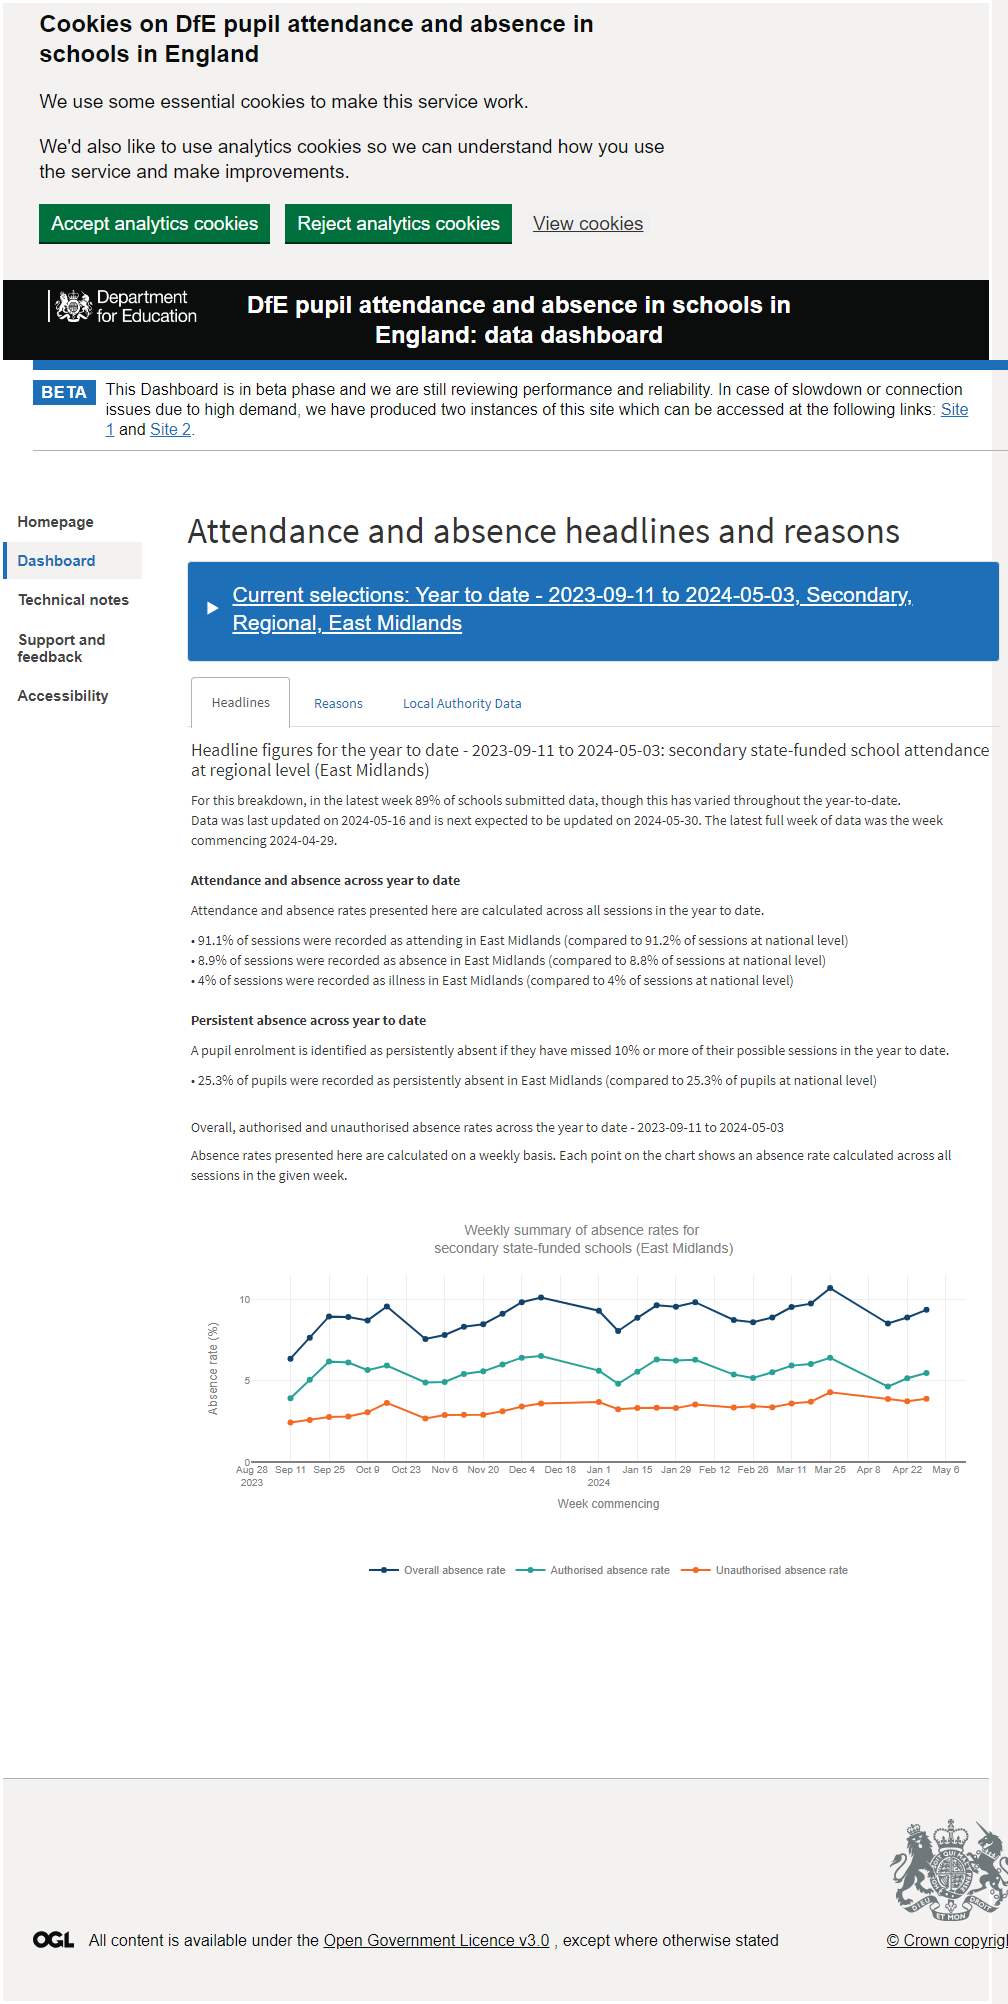 Cookies on DfE pupil attendance and absence in
schools in England
We use some essential cookies to make this service work.
We'd also like to use analytics cookies so we can understand how you use
the service and make improvements.
Accept analytics cookies
Reject analytics cookies
View cookies
Department
for Education
DfE pupil attendance and absence in schools in
England: data dashboard
BETA
This Dashboard is in beta phase and we are still reviewing performance and reliability. In case of slowdown or connection
issues due to high demand, we have produced two instances of this site which can be accessed at the following links: Site
1 and Site 2.
Homepage
Dashboard
Technical notes
Support and
feedback
Accessibility
Attendance and absence headlines and reasons
Current selections: Year to date - 2023-09-11 to 2024-05-03, Secondary,
Regional, East Midlands
Headlines
Reasons
Local Authority Data
Headline figures for the year to date - 2023-09-11 to 2024-05-03: secondary state-funded school attendance
at regional level (East Midlands)
For this breakdown, in the latest week 89% of schools submitted data, though this has varied throughout the year-to-date.
Data was last updated on 2024-05-16 and is next expected to be updated on 2024-05-30. The latest full week of data was the week
commencing 2024-04-29.
Attendance and absence across year to date
Attendance and absence rates presented here are calculated across all sessions in the year to date.
• 91.1% of sessions were recorded as attending in East Midlands (compared to 91.2% of sessions at national level)
• 8.9% of sessions were recorded as absence in East Midlands (compared to 8.8% of sessions at national level)
• 4% of sessions were recorded as illness in East Midlands (compared to 4% of sessions at national level)
Persistent absence across year to date
A pupil enrolment is identified as persistently absent if they have missed 10% or more of their possible sessions in the year to date.
• 25.3% of pupils were recorded as persistently absent in East Midlands (compared to 25.3% of pupils at national level)
Overall, authorised and unauthorised absence rates across the year to date - 2023-09-11 to 2024-05-03
Absence rates presented here are calculated on a weekly basis. Each point on the chart shows an absence rate calculated across all
sessions in the given week.
Weekly summary of absence rates for
secondary state-funded schools (East Midlands)
Absence rate (%)
10
5
0
Aug 28 Sep 11 Sep 25 Oct 9 Oct 23 Nov 6 Nov 20 Dec 4 Dec 18 Jan 1 Jan 15 Jan 29 Feb 12 Feb 26 Mar 11 Mar 25 Apr 8 Apr 22 May 6
2023 2024
Week commencing
Overall absence rate
Authorised absence rate
Unauthorised absence rate
DIEU ET MON DROIT
OGL
All content is available under the Open Government Licence v3.0 , except where otherwise stated
© Crown copyrigh